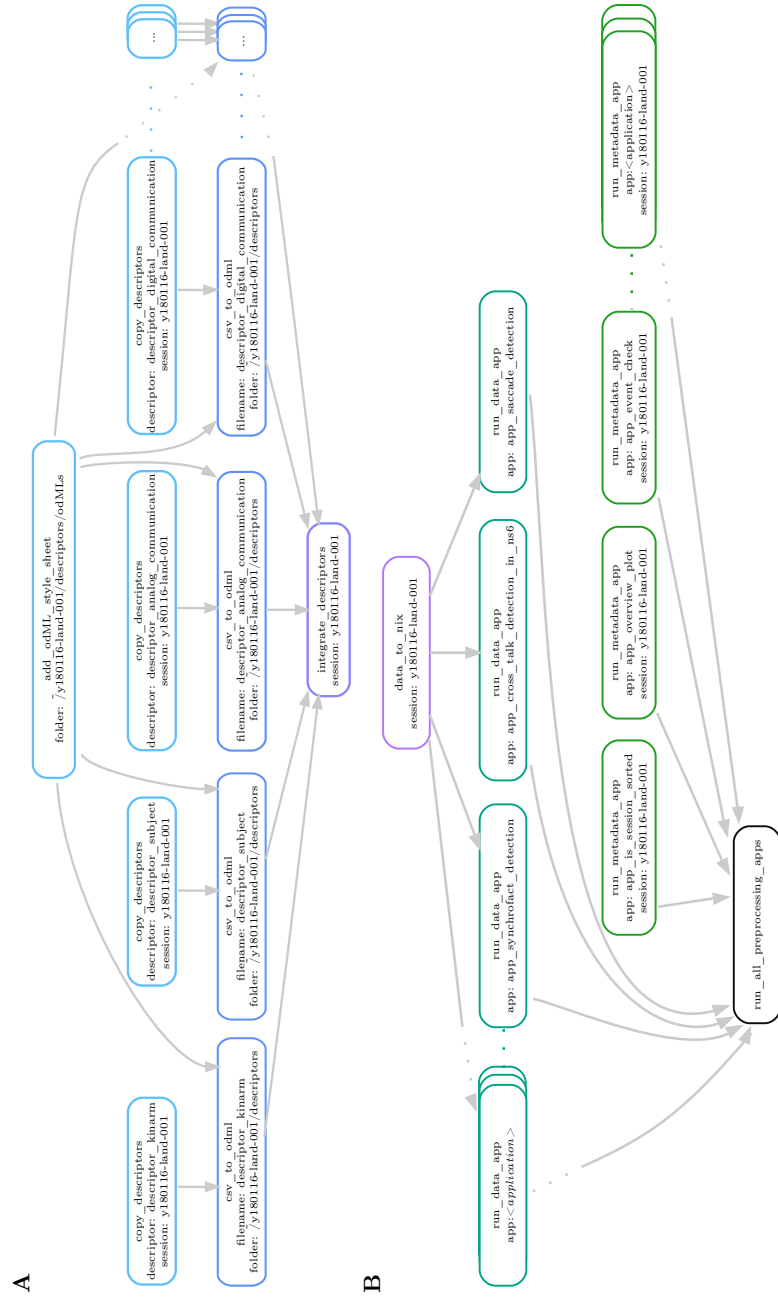 A
add_odML_style_sheet
folder: /y180116-land-001/descriptors/odMLs
copy_descriptors
descriptor: descriptor_kinarm
session: y180116-land-001
copy_descriptors
descriptor: descriptor_subject
session: y180116-land-001
copy_descriptors
descriptor: descriptor_analog_communication
session: y180116-land-001
copy_descriptors
descriptor: descriptor_digital_communication
session: y180116-land-001
...
csv_to_odml
filename: descriptor_kinarm
folder: /y180116-land-001/descriptors
csv_to_odml
filename: descriptor_subject
folder: /y180116-land-001/descriptors
csv_to_odml
filename: descriptor_analog_communication
folder: /y180116-land-001/descriptors
csv_to_odml
filename: descriptor_digital_communication
folder: /y180116-land-001/descriptors
...
integrate_descriptors
session: y180116-land-001
B
data_to_nix
session: y180116-land-001
run_data_app
app:<application>
run_data_app
app: app_synchrofact_detection
run_data_app
app: app_cross_talk_detection_in_ns6
run_data_app
app: app_saccade_detection
run_metadata_app
app: app_is_session_sorted
session: y180116-land-001
run_metadata_app
app: app_overview_plot
session: y180116-land-001
run_metadata_app
app: app_event_check
session: y180116-land-001
run_metadata_app
app:<application>
session: y180116-land-001
run_all_preprocessing_apps